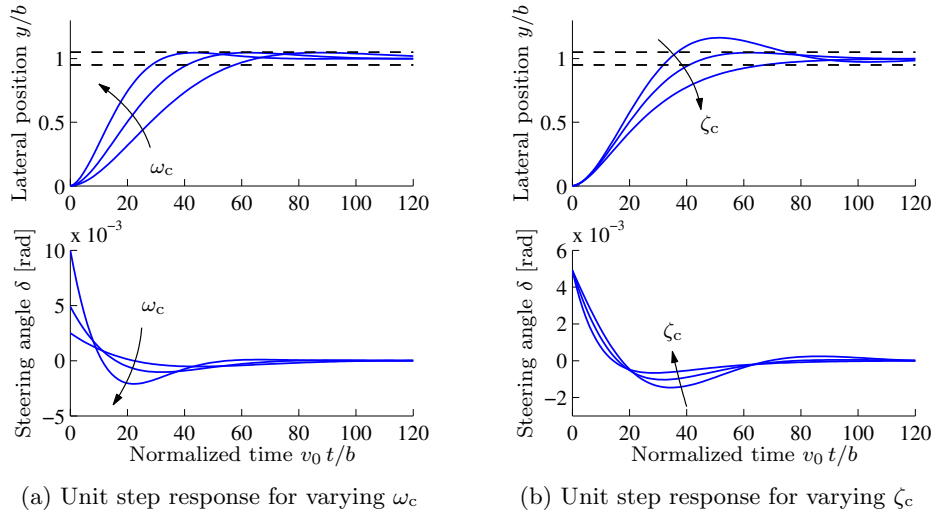 Lateral position y/b
1
0.5
0
ω_c
0 20 40 60 80 100 120
x 10⁻³
Steering angle δ [rad]
10
5
0
−5
ω_c
0 20 40 60 80 100 120
Normalized time v₀ t/b
(a) Unit step response for varying ω_c
Lateral position y/b
1
0.5
0
ζ_c
0 20 40 60 80 100 120
x 10⁻³
Steering angle δ [rad]
6
4
2
0
−2
ζ_c
0 20 40 60 80 100 120
Normalized time v₀ t/b
(b) Unit step response for varying ζ_c